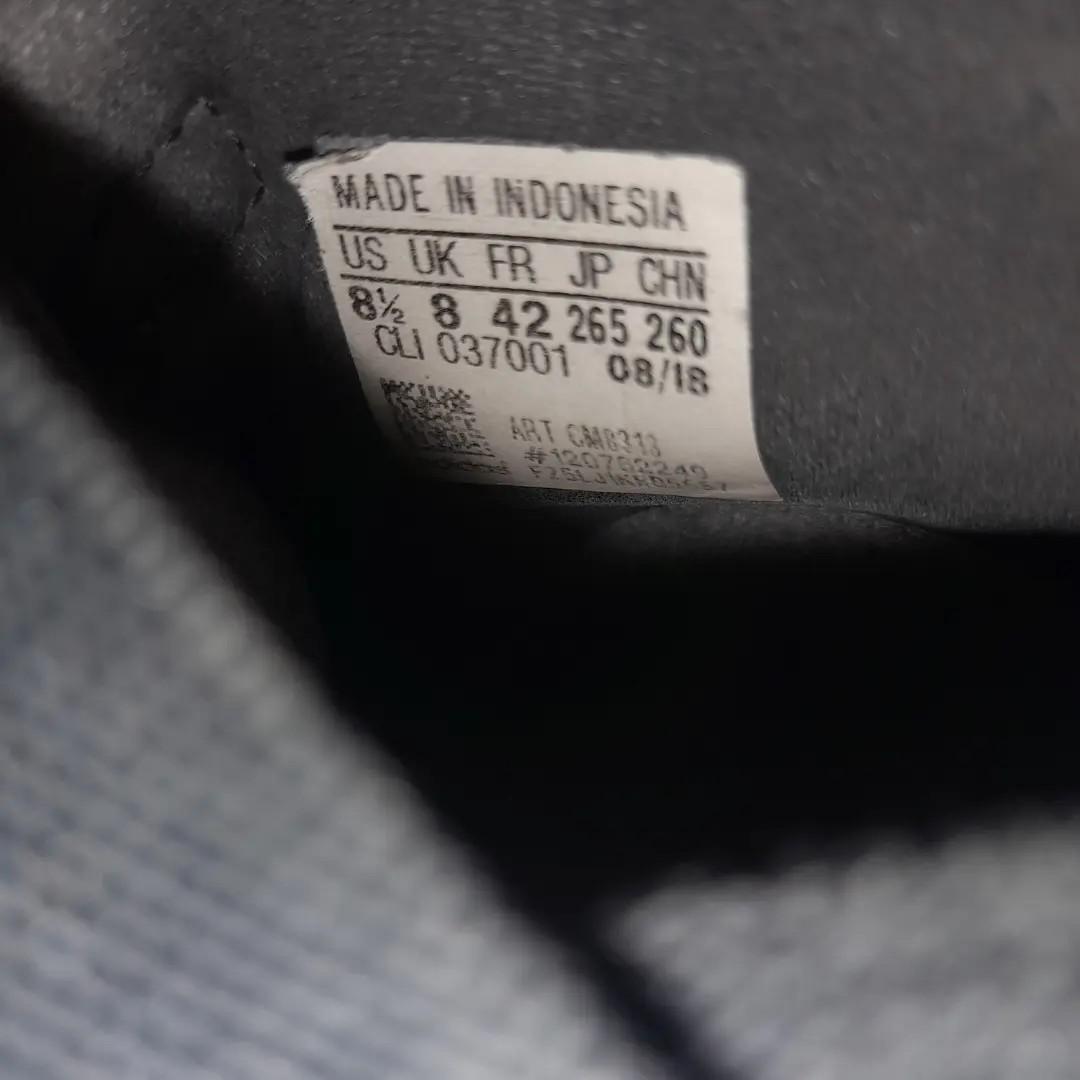 MADE IN INDONESIA
US UK FR JP CHN
8½ 8 42 265 260
CLI 037001 08/18
ART
#120762240